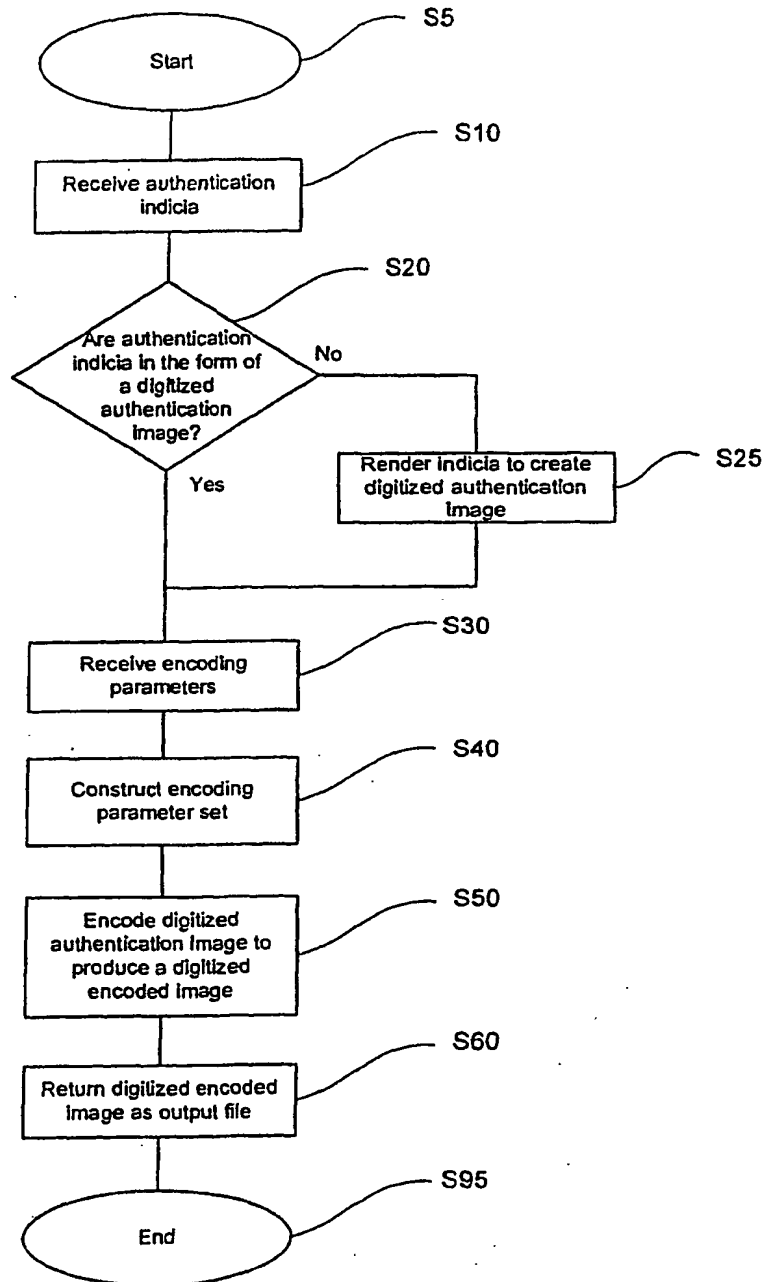 S5
Start
S10
Receive authentication
indicia
S20
Are authentication
indicia in the form of
a digitized
authentication
image?
No
Yes
Render indicia to create
digitized authentication
image
S25
S30
Receive encoding
parameters
S40
Construct encoding
parameter set
S50
Encode digitized
authentication image to
produce a digitized
encoded image
S60
Return digitized encoded
image as output file
S95
End